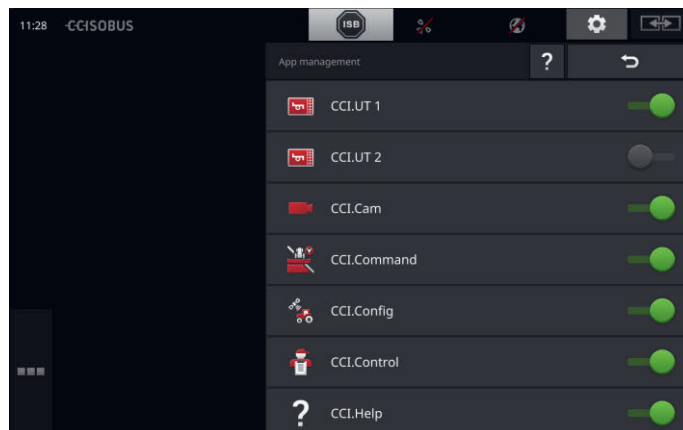 11:28 CCISOBUS
ISB
App management ?
CCI.UT 1
CCI.UT 2
CCI.Cam
CCI.Command
CCI.Config
CCI.Control
? CCI.Help